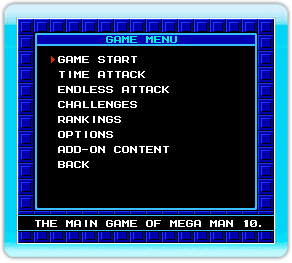 GAME MENU
GAME START
TIME ATTACK
ENDLESS ATTACK
CHALLENGES
RANKINGS
OPTIONS
ADD-ON CONTENT
BACK
THE MAIN GAME OF MEGA MAN 10.